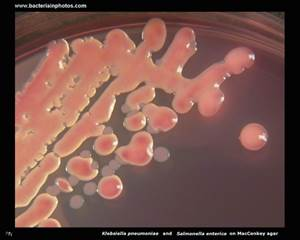 www.bacteriainphotos.com
Klebsiella pneumoniae and Salmonella enterica on MacConkey agar